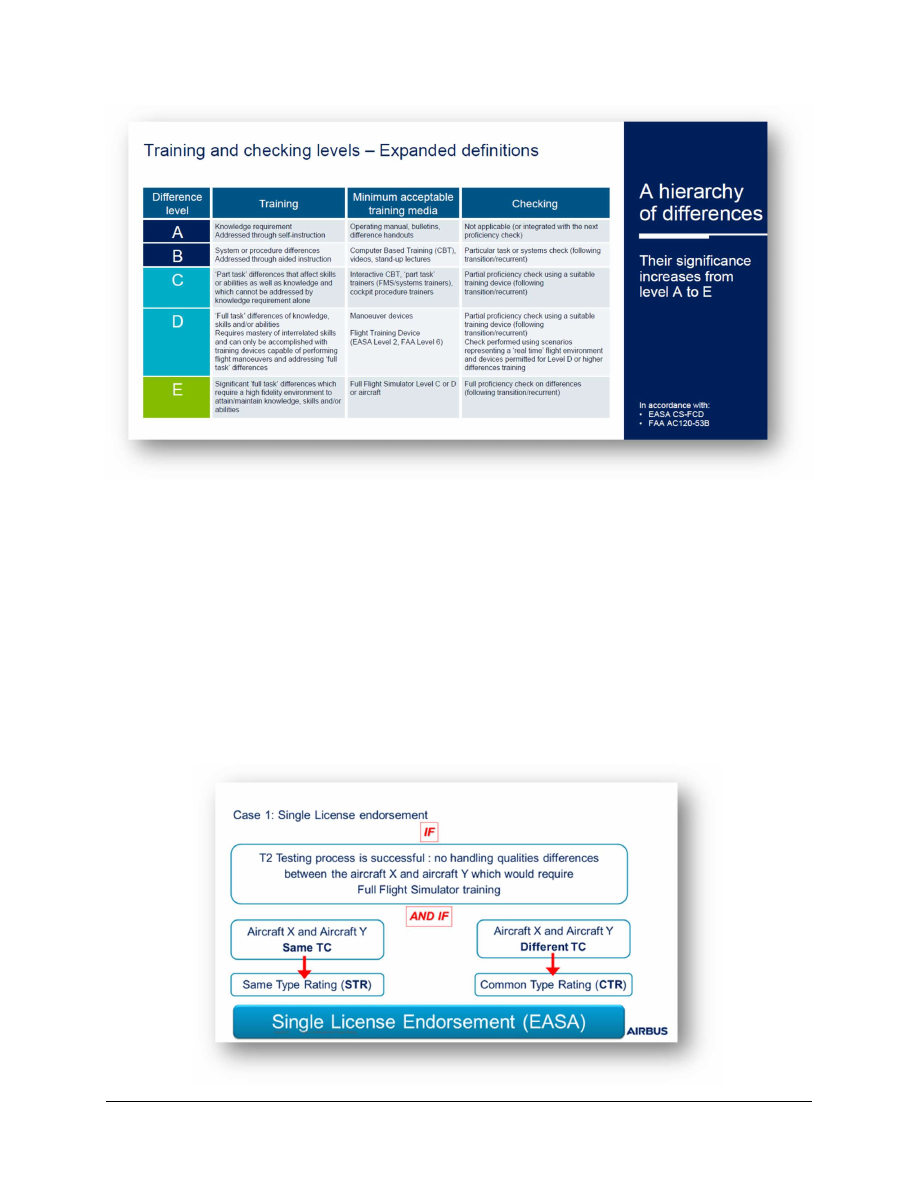 Training and checking levels – Expanded definitions
Difference
level
Training
Minimum acceptable
training media
Checking
A
Knowledge requirement
Addressed through self-instruction
Operating manual, bulletins,
difference handouts
Not applicable (or integrated with the next
proficiency check)
B
System or procedure differences
Addressed through aided instruction
Computer Based Training (CBT),
videos, stand-up lectures
Particular task or systems check (following
transition/recurrent)
C
'Part task' differences that affect skills
or abilities as well as knowledge and
which cannot be addressed by
knowledge requirement alone
Interactive CBT, 'part task'
trainers (FMS/systems trainers),
cockpit procedure trainers
Partial proficiency check using a suitable
training device (following
transition/recurrent)
D
'Full task' differences of knowledge,
skills and/or abilities
Requires mastery of interrelated skills
and can only be accomplished with
training devices capable of performing
flight manoeuvers and addressing 'full
task' differences
Manoeuver devices
Flight Training Device
(EASA Level 2, FAA Level 6)
Partial proficiency check using a suitable
training device (following
transition/recurrent)
Check performed using scenarios
representing a 'real time' flight environment
and devices permitted for Level D or higher
differences training
E
Significant 'full task' differences which
require a high fidelity environment to
attain/maintain knowledge, skills and/or
abilities
Full Flight Simulator Level C or D
or aircraft
Full proficiency check on differences
(following transition/recurrent)
A hierarchy
of differences
Their significance
increases from
level A to E
In accordance with:
• EASA CS-FCD
• FAA AC120-53B
Case 1: Single License endorsement
IF
T2 Testing process is successful : no handling qualities differences
between the aircraft X and aircraft Y which would require
Full Flight Simulator training
AND IF
Aircraft X and Aircraft Y
Same TC
Aircraft X and Aircraft Y
Different TC
Same Type Rating (STR)
Common Type Rating (CTR)
Single License Endorsement (EASA)
AIRBUS